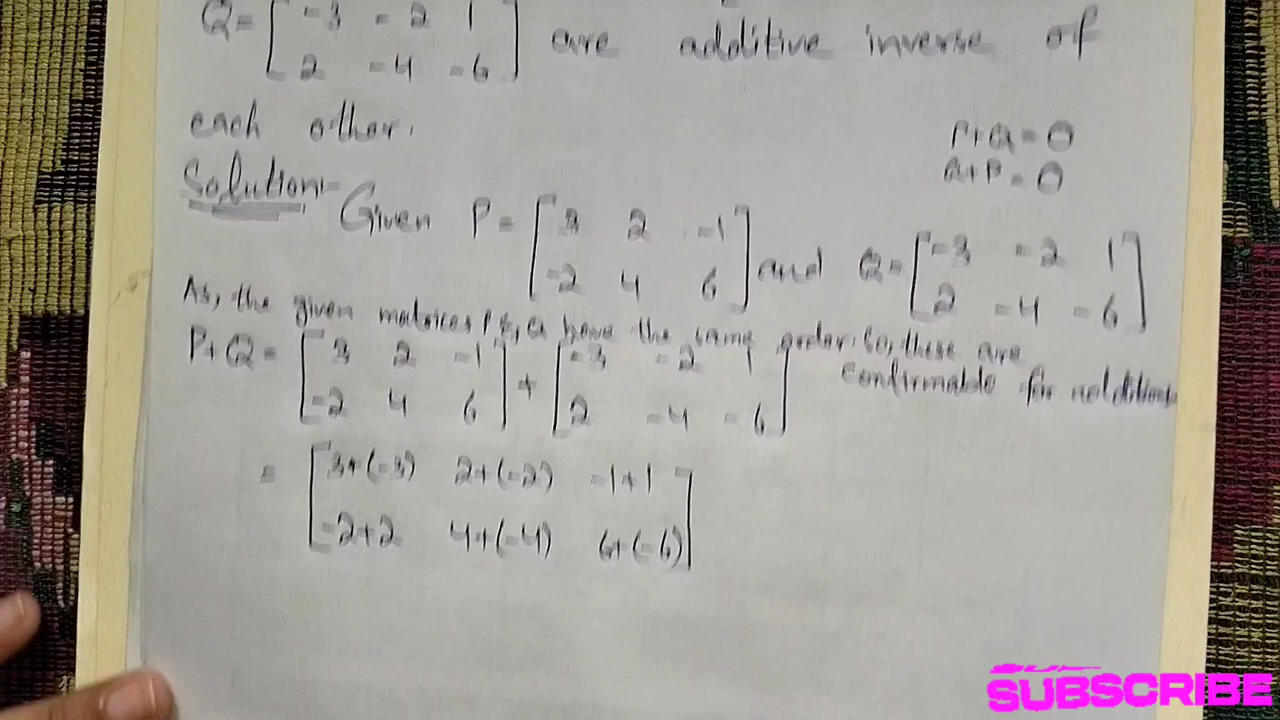 Q = [ -3 -2 1 ] are additive inverse of
2 -4 -6
each other.
P+Q = 0
Q+P = 0
Solution:-
Given P = [ 3 2 -1 ] and Q = [ -3 -2 1 ]
-2 4 6 2 -4 -6
As, the given matrices P &, Q have the same order. So, these are
confirmable for addition
P+Q = [ 3 2 -1 ] + [ -3 -2 1 ]
-2 4 6 2 -4 -6
= [ 3+(-3) 2+(-2) -1+1 ]
-2+2 4+(-4) 6+(-6)
SUBSCRIBE